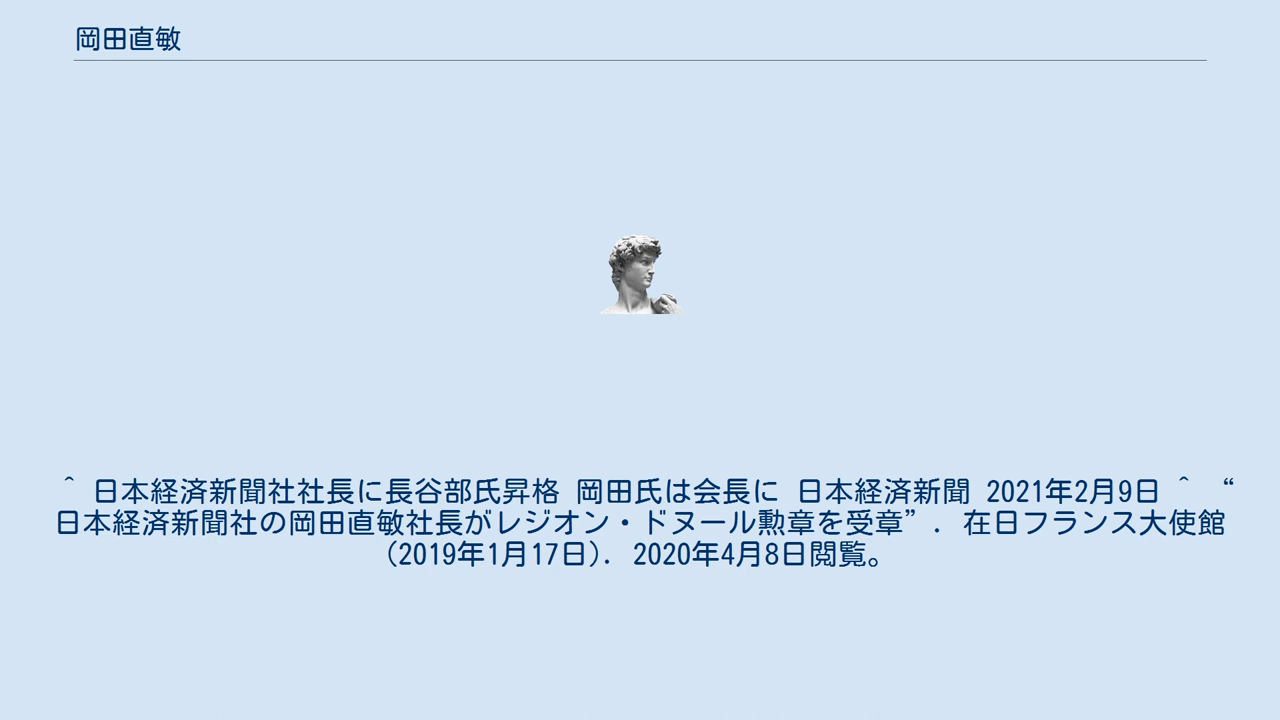 岡田直敏
^ 日本経済新聞社社長に長谷部氏昇格 岡田氏は会長に 日本経済新聞 2021年2月9日 ^ “
日本経済新聞社の岡田直敏社長がレジオン・ドヌール勲章を受章”. 在日フランス大使館
(2019年1月17日). 2020年4月8日閲覧。